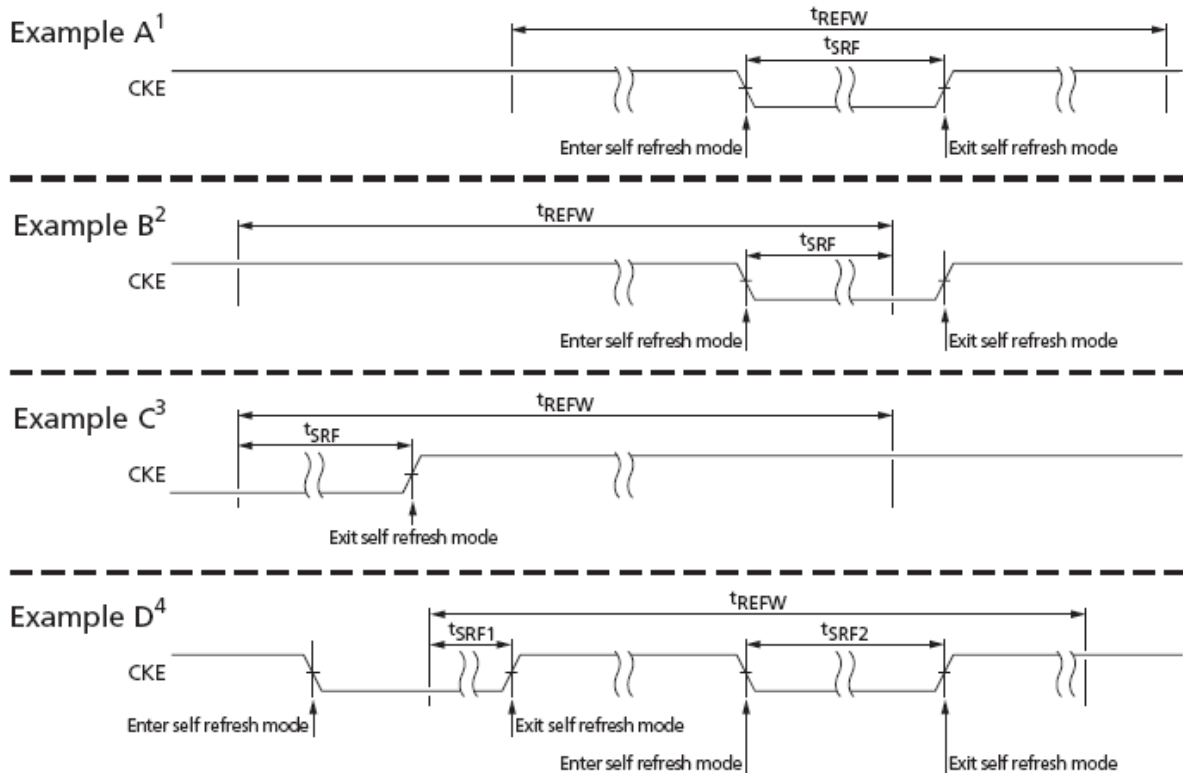 Example A¹
tREFW
tSRF
CKE
Enter self refresh mode
Exit self refresh mode
Example B²
tREFW
tSRF
CKE
Enter self refresh mode
Exit self refresh mode
Example C³
tREFW
tSRF
CKE
Exit self refresh mode
Example D⁴
tREFW
tSRF1
tSRF2
CKE
Enter self refresh mode
Exit self refresh mode
Enter self refresh mode
Exit self refresh mode